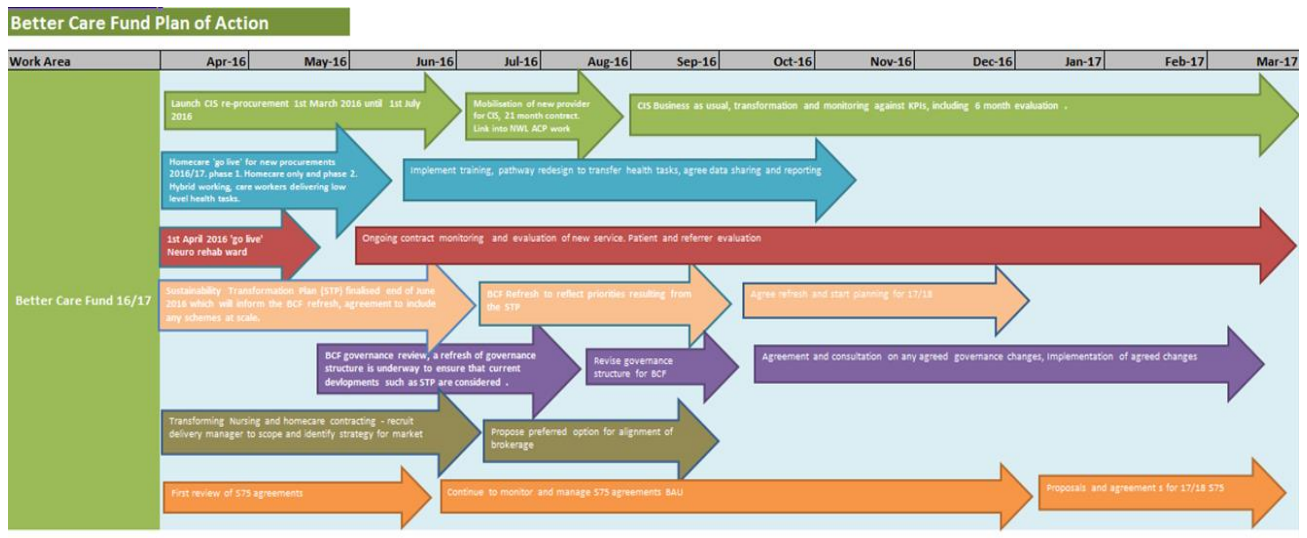 Better Care Fund Plan of Action
Work Area Apr-16 May-16 Jun-16 Jul-16 Aug-16 Sep-16 Oct-16 Nov-16 Dec-16 Jan-17 Feb-17 Mar-17
Better Care Fund 16/17
Launch CIS re-procurement 1st March 2016 until 1st July
2016
Mobilisation of new provider
for CIS, 21 month contract.
Link into NWL ACP work
CIS Business as usual, transformation and monitoring against KPIs, including 6 month evaluation .
Homecare 'go live' for new procurements
2016/17. phase 1. Homecare only and phase 2.
Hybrid working, care workers delivering low
level health tasks.
Implement training, pathway redesign to transfer health tasks, agree data sharing and reporting
1st April 2016 'go live'
Neuro rehab ward
Ongoing contract monitoring and evaluation of new service. Patient and referrer evaluation
Sustainability Transformation Plan (STP) finalised end of June
2016 which will inform the BCF refresh, agreement to include
any schemes at scale.
BCF Refresh to reflect priorities resulting from
the STP
Agree refresh and start planning for 17/18
BCF governance review, a refresh of governance
structure is underway to ensure that current
devlopments such as STP are considered .
Revise governance
structure for BCF
Agreement and consultation on any agreed governance changes, Implementation of agreed changes
Transforming Nursing and homecare contracting - recruit
delivery manager to scope and identify strategy for market
Propose preferred option for alignment of
brokerage
First review of S75 agreements
Continue to monitor and manage S75 agreements BAU
Proposals and agreement s for 17/18 S75